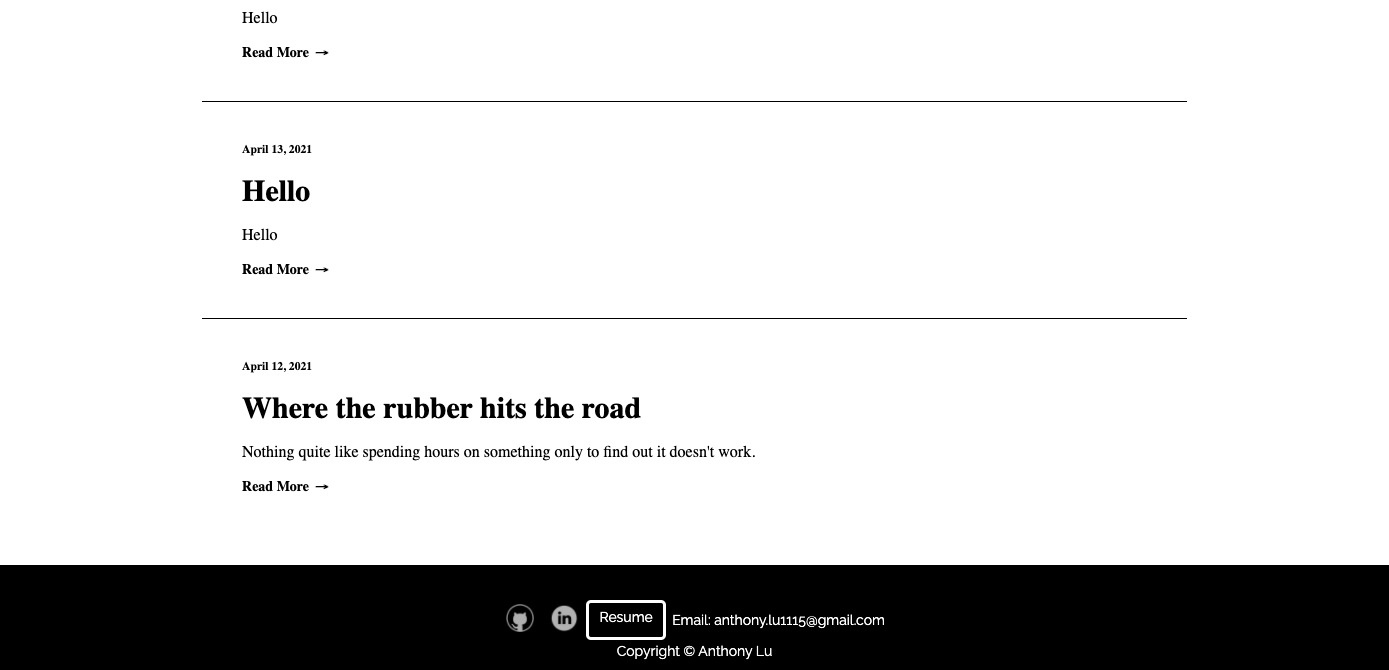 Hello
Read More →
April 13, 2021
Hello
Hello
Read More →
April 12, 2021
Where the rubber hits the road
Nothing quite like spending hours on something only to find out it doesn't work.
Read More →
in Resume Email: anthony.lu1115@gmail.com
Copyright © Anthony Lu